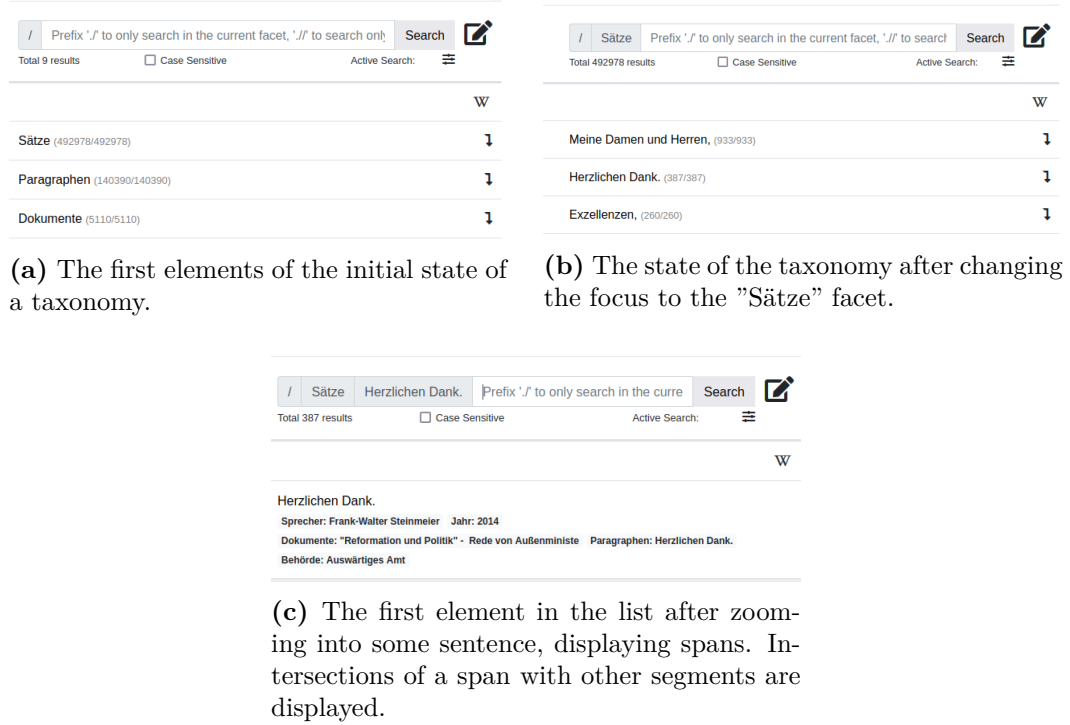 / Prefix './' to only search in the current facet, './/' to search only Search
Total 9 results Case Sensitive Active Search:
W
Sätze (492978/492978)
Paragraphen (140390/140390)
Dokumente (5110/5110)
(a) The first elements of the initial state of
a taxonomy.
/ Sätze Prefix './' to only search in the current facet, './/' to search Search
Total 492978 results Case Sensitive Active Search:
W
Meine Damen und Herren, (933/933)
Herzlichen Dank. (387/387)
Exzellenzen, (260/260)
(b) The state of the taxonomy after changing
the focus to the ”Sätze” facet.
/ Sätze Herzlichen Dank. Prefix './' to only search in the curre Search
Total 387 results Case Sensitive Active Search:
W
Herzlichen Dank.
Sprecher: Frank-Walter Steinmeier Jahr: 2014
Dokumente: "Reformation und Politik" - Rede von Außenministe Paragraphen: Herzlichen Dank.
Behörde: Auswärtiges Amt
(c) The first element in the list after zoom-
ing into some sentence, displaying spans. In-
tersections of a span with other segments are
displayed.